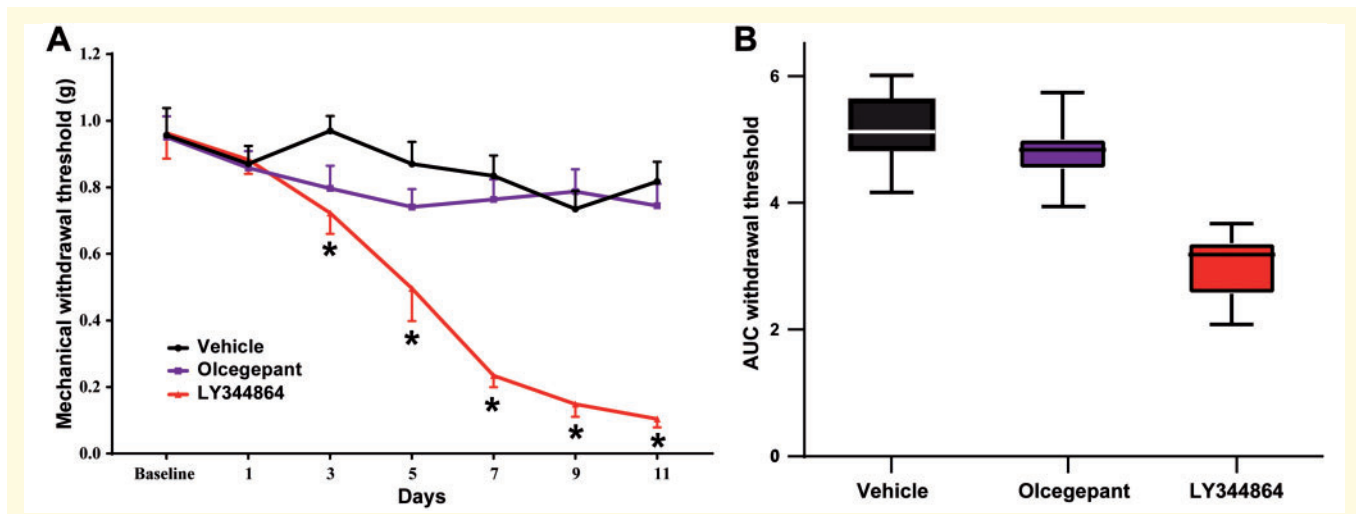 A
Mechanical withdrawal threshold (g)
1.2
1.0
0.8
0.6
0.4
0.2
0.0
Vehicle
Olcegepant
LY344864
*
*
*
*
*
Baseline 1 3 5 7 9 11
Days
B
AUC withdrawal threshold
6
4
2
0
Vehicle Olcegepant LY344864